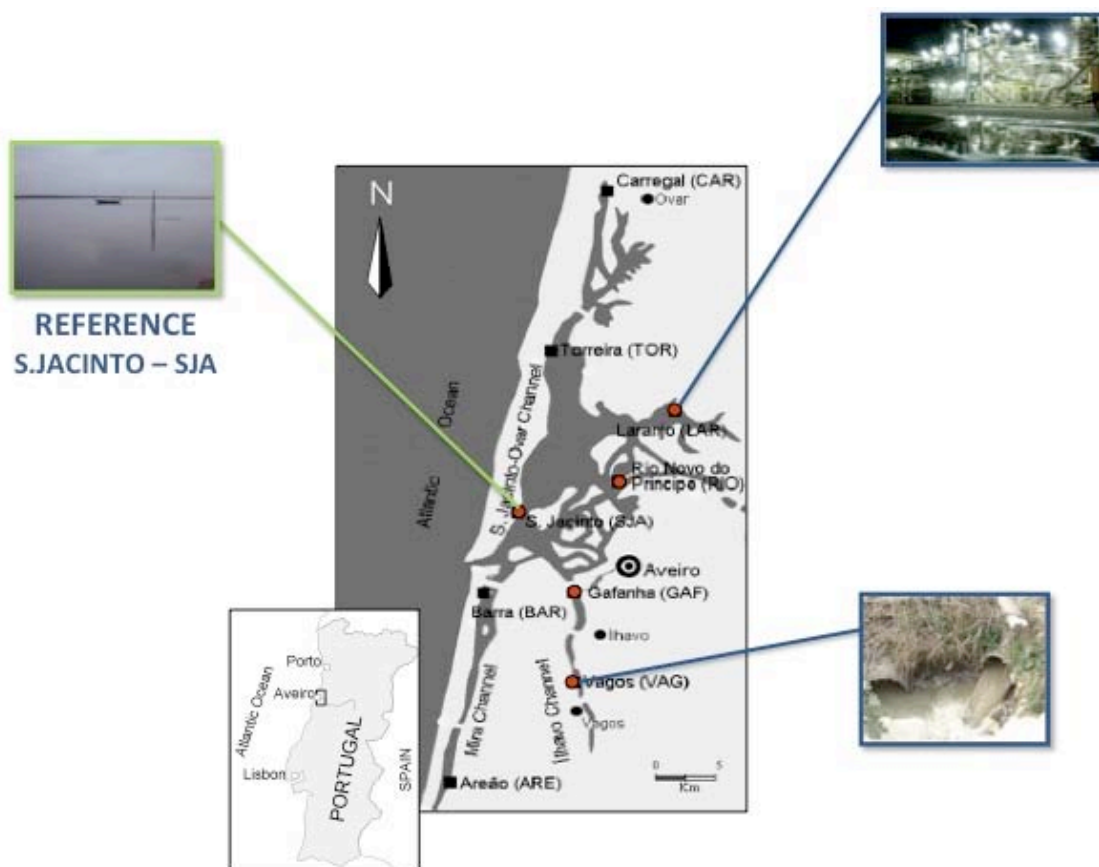 REFERENCE
S.JACINTO – SJA
N
Carregal (CAR)
Ovar
Torreira (TOR)
S. Jacinto-Ovar Channel
Atlantic Ocean
Laranjo (LAR)
Rio Novo do
Principe (RIO)
S. Jacinto (SJA)
Aveiro
Gafanha (GAF)
Barra (BAR)
Ilhavo
Mira Channel
Ilhavo Channel
Vagos (VAG)
Vagos
Areão (ARE)
0 5
Km
Atlantic Ocean
Porto
Aveiro
Lisbon
PORTUGAL
SPAIN